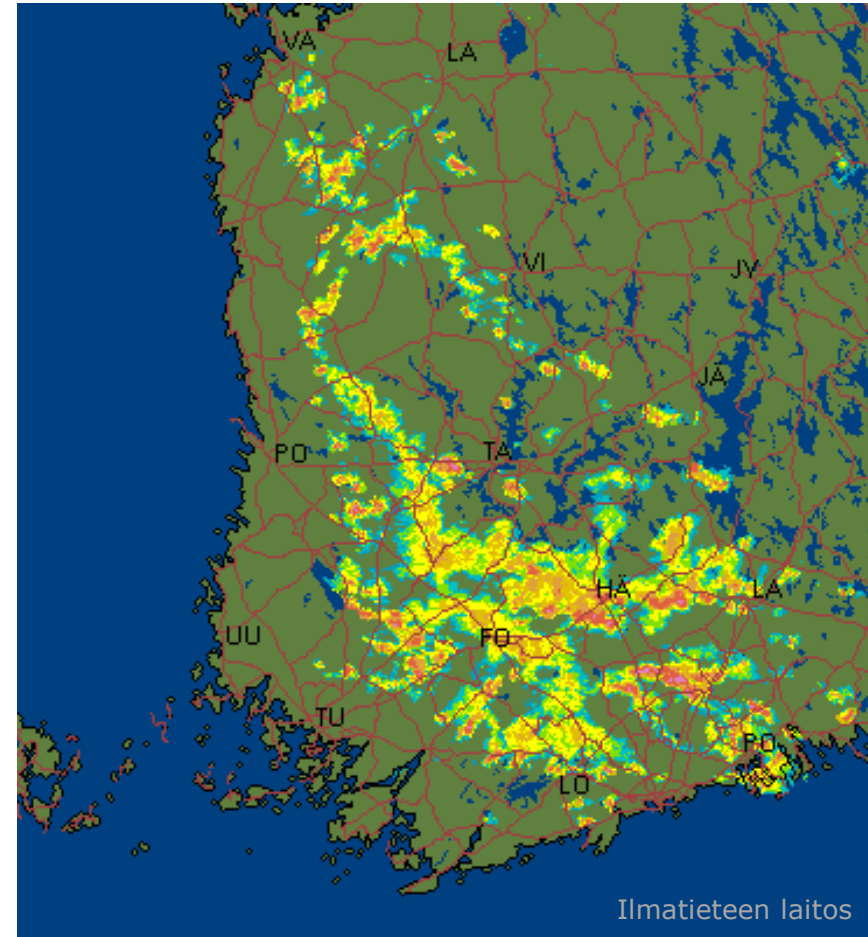 VA
LA
VI
JY
JÄ
PO
TA
HÄ
LA
UU
FO
TU
PO
LO
Ilmatieteen laitos